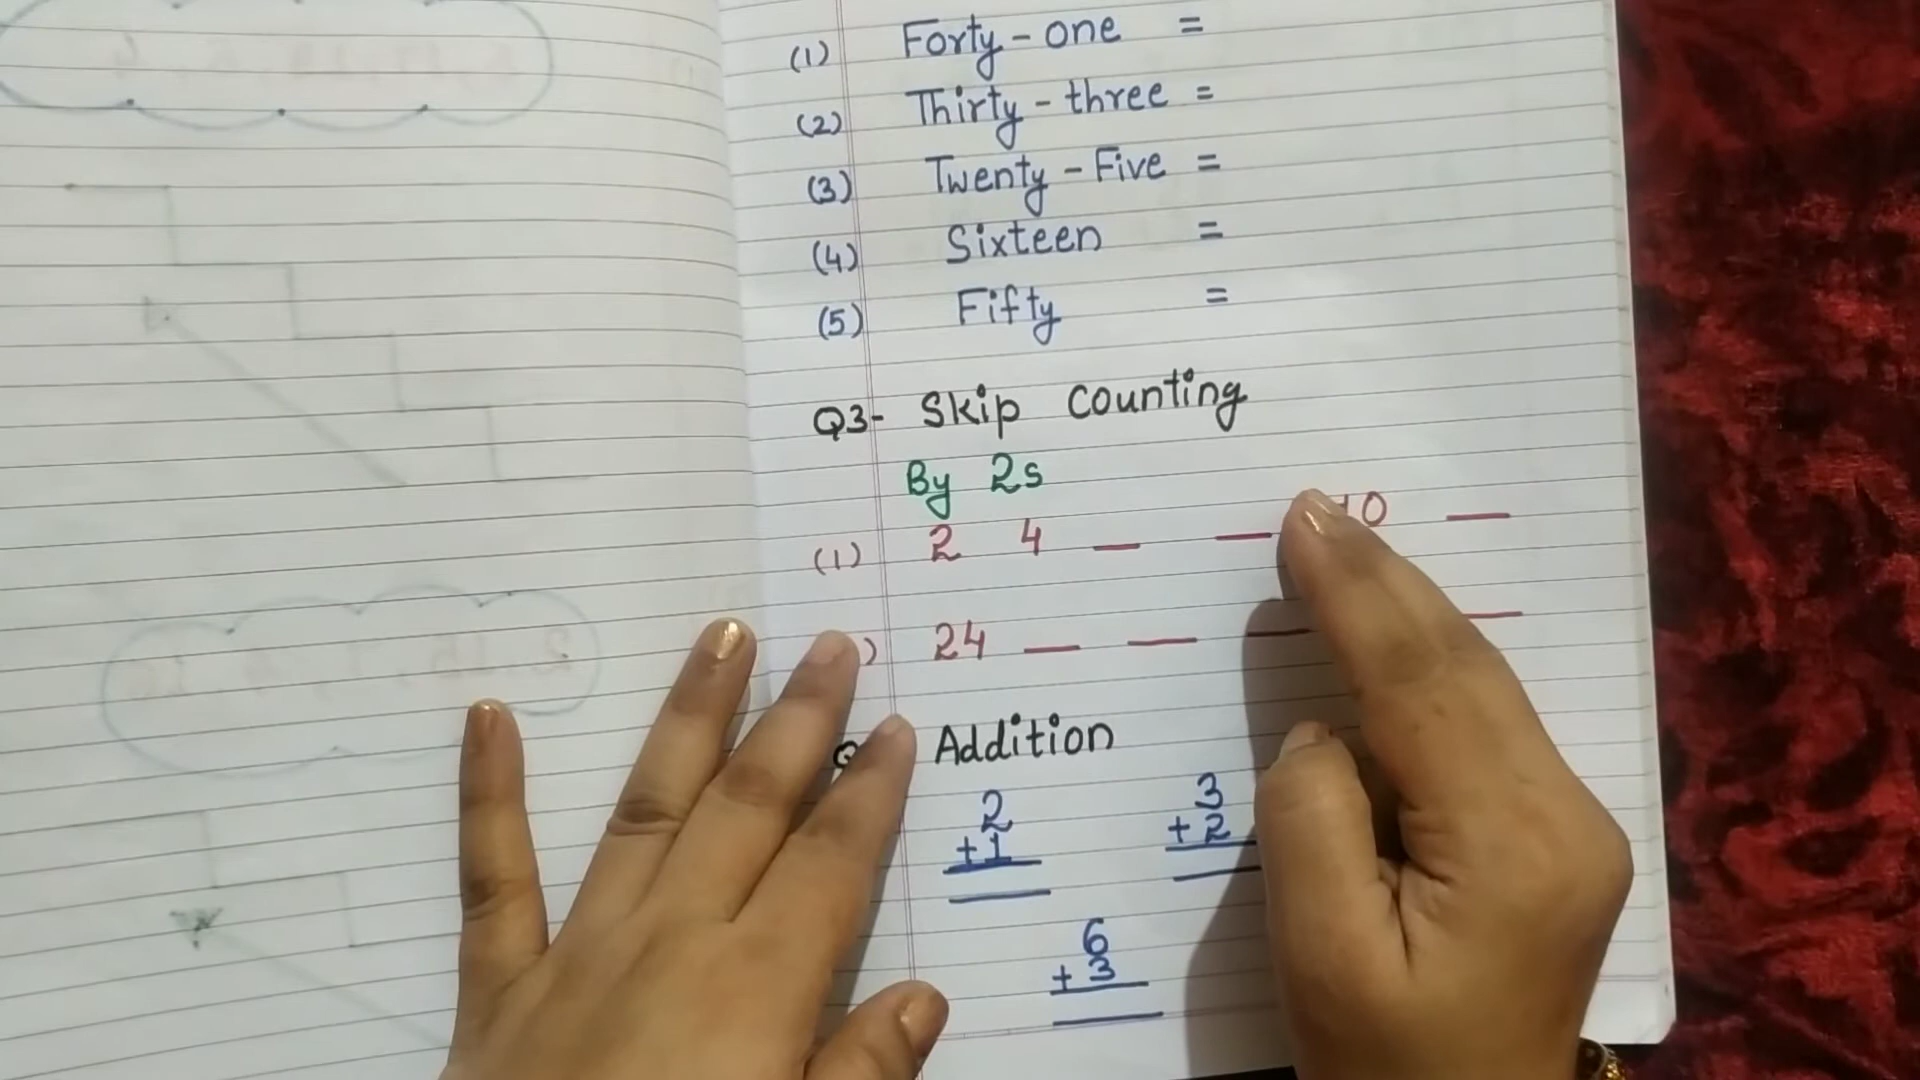 (1) Forty - one =
(2) Thirty - three =
(3) Twenty - Five =
(4) Sixteen =
(5) Fifty =
Q3- Skip Counting
By 2s
(1) 2 4 __ __ 10 __
) 24 __ __ __ __
Addition
2 3
+1 +2
6
+3